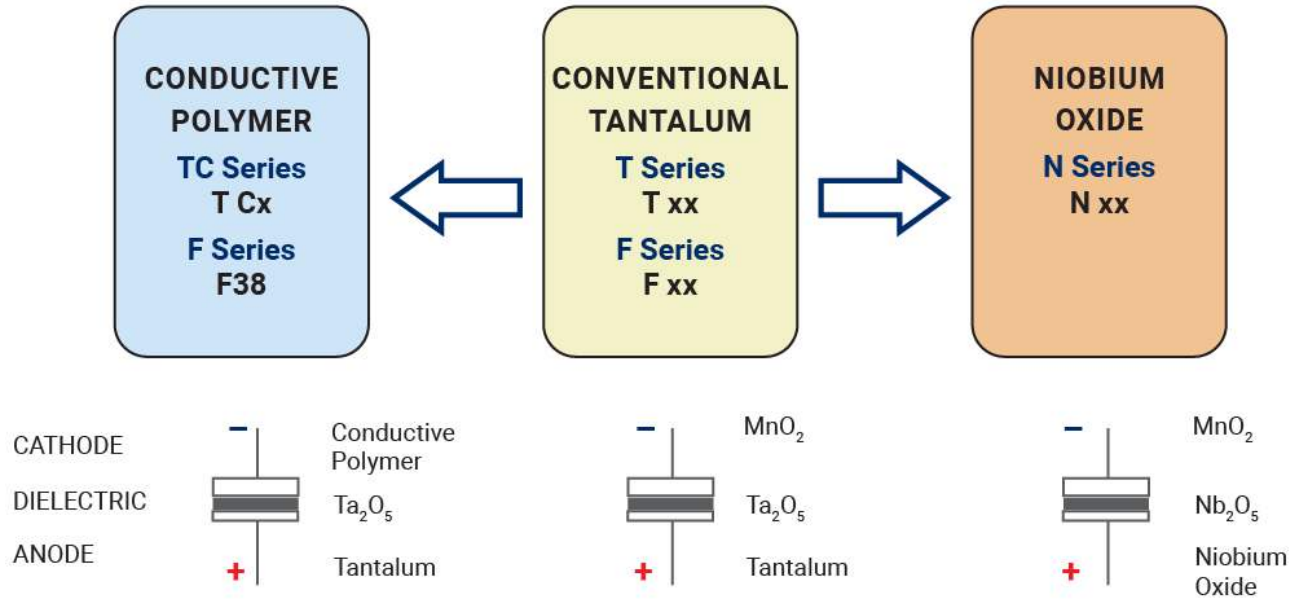 CONDUCTIVE
POLYMER
TC Series
T Cx
F Series
F38
CONVENTIONAL
TANTALUM
T Series
T xx
F Series
F xx
NIOBIUM
OXIDE
N Series
N xx
CATHODE
− Conductive
Polymer
− MnO₂
− MnO₂
DIELECTRIC
Ta₂O₅
Ta₂O₅
Nb₂O₅
ANODE
+ Tantalum
+ Tantalum
+ Niobium
Oxide